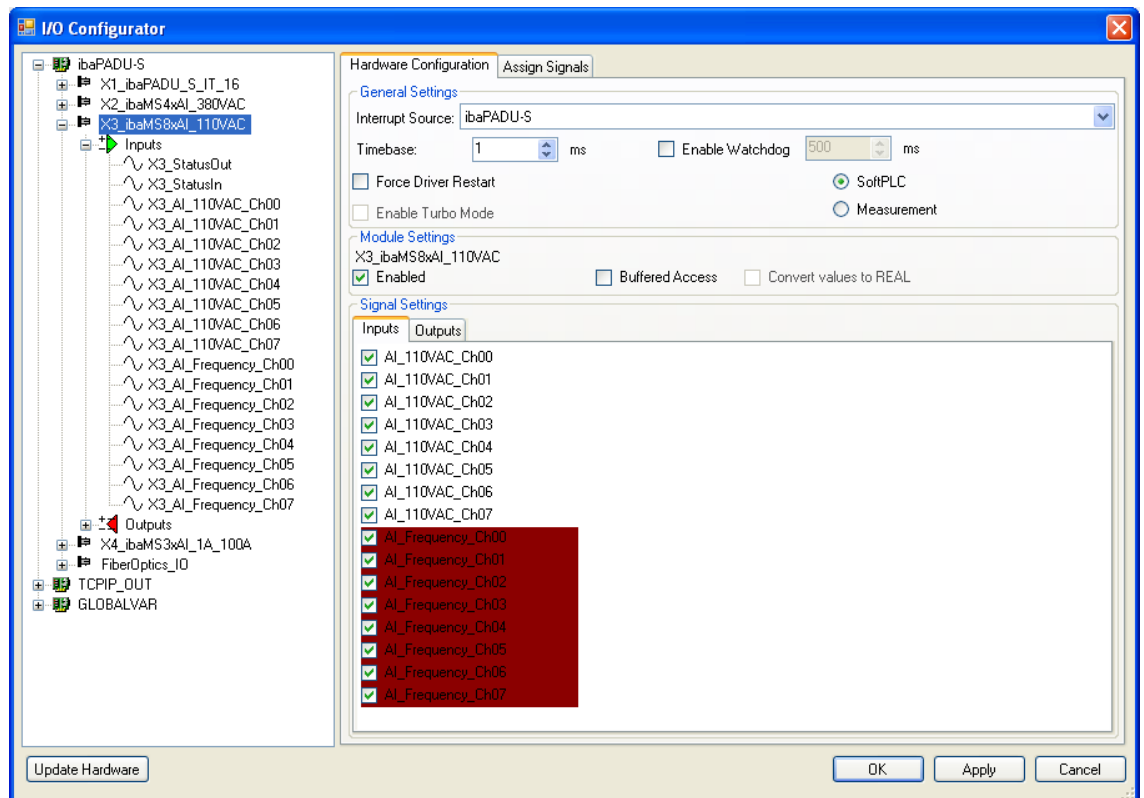 I/O Configurator
ibaPADU-S
X1_ibaPADU_S_IT_16
X2_ibaMS4xAI_380VAC
X3_ibaMS8xAI_110VAC
Inputs
X3_StatusOut
X3_StatusIn
X3_AI_110VAC_Ch00
X3_AI_110VAC_Ch01
X3_AI_110VAC_Ch02
X3_AI_110VAC_Ch03
X3_AI_110VAC_Ch04
X3_AI_110VAC_Ch05
X3_AI_110VAC_Ch06
X3_AI_110VAC_Ch07
X3_AI_Frequency_Ch00
X3_AI_Frequency_Ch01
X3_AI_Frequency_Ch02
X3_AI_Frequency_Ch03
X3_AI_Frequency_Ch04
X3_AI_Frequency_Ch05
X3_AI_Frequency_Ch06
X3_AI_Frequency_Ch07
Outputs
X4_ibaMS3xAI_1A_100A
FiberOptics_IO
TCPIP_OUT
GLOBALVAR
Hardware Configuration Assign Signals
General Settings
Interrupt Source: ibaPADU-S
Timebase: 1 ms Enable Watchdog 500 ms
Force Driver Restart SoftPLC
Enable Turbo Mode Measurement
Module Settings
X3_ibaMS8xAI_110VAC
Enabled Buffered Access Convert values to REAL
Signal Settings
Inputs Outputs
AI_110VAC_Ch00
AI_110VAC_Ch01
AI_110VAC_Ch02
AI_110VAC_Ch03
AI_110VAC_Ch04
AI_110VAC_Ch05
AI_110VAC_Ch06
AI_110VAC_Ch07
AI_Frequency_Ch00
AI_Frequency_Ch01
AI_Frequency_Ch02
AI_Frequency_Ch03
AI_Frequency_Ch04
AI_Frequency_Ch05
AI_Frequency_Ch06
AI_Frequency_Ch07
Update Hardware OK Apply Cancel